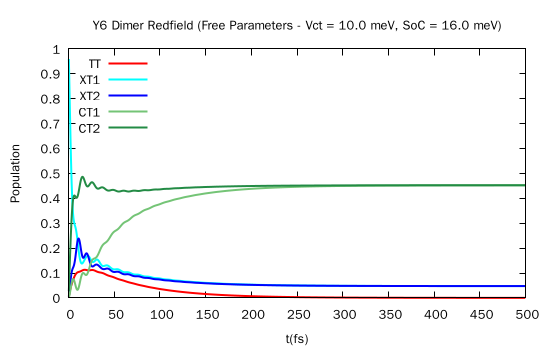 Y6 Dimer Redfield (Free Parameters - Vct = 10.0 meV, SoC = 16.0 meV)
1
0.9
0.8
0.7
0.6
0.5
0.4
0.3
0.2
0.1
0
TT
XT1
XT2
CT1
CT2
Population
0 50 100 150 200 250 300 350 400 450 500
t(fs)